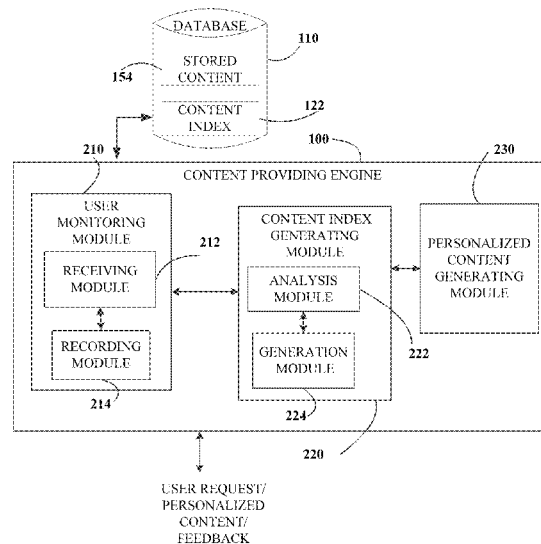 DATABASE
110
154
STORED
CONTENT
CONTENT
INDEX
122
210
100
230
CONTENT PROVIDING ENGINE
USER
MONITORING
MODULE
212
RECEIVING
MODULE
RECORDING
MODULE
214
CONTENT INDEX
GENERATING
MODULE
ANALYSIS
MODULE
222
GENERATION
MODULE
224
220
PERSONALIZED
CONTENT
GENERATING
MODULE
USER REQUEST/
PERSONALIZED
CONTENT/
FEEDBACK